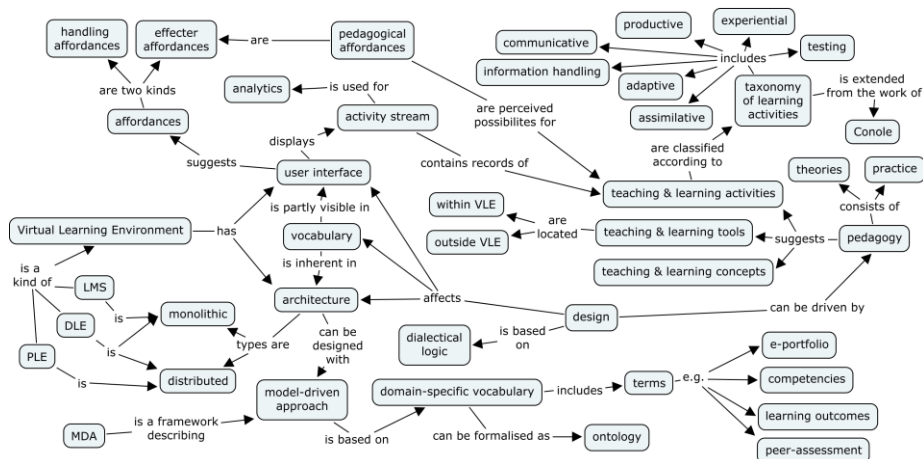 handling
affordances
effecter
affordances
are
pedagogical
affordances
productive
experiential
communicative
includes
testing
information handling
adaptive
assimilative
taxonomy
of learning
activities
is extended
from the work of
Conole
are two kinds
analytics
is used for
activity stream
are perceived
possibilites for
affordances
displays
suggests
user interface
contains records of
are classified
according to
theories
practice
teaching & learning activities
consists of
within VLE
is partly visible in
Virtual Learning Environment
has
vocabulary
are
located
teaching & learning tools
suggests
pedagogy
outside VLE
is inherent in
teaching & learning concepts
is a
kind of
LMS
architecture
affects
can be driven by
is
monolithic
design
DLE
types are
can be
designed
with
dialectical
logic
is based
on
is
PLE
is
distributed
e-portfolio
model-driven
approach
domain-specific vocabulary
includes
terms
e.g.
competencies
is a framework
describing
MDA
is based on
can be formalised as
ontology
learning outcomes
peer-assessment